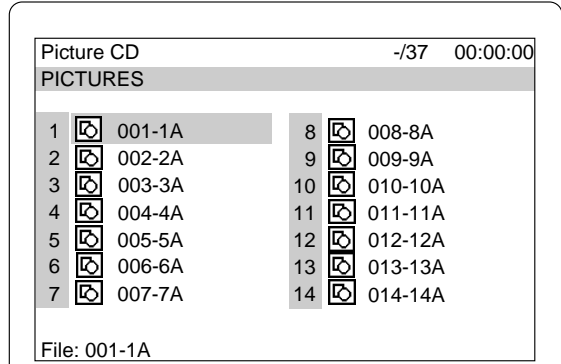 Picture CD -/37 00:00:00
PICTURES
1 001-1A
2 002-2A
3 003-3A
4 004-4A
5 005-5A
6 006-6A
7 007-7A
8 008-8A
9 009-9A
10 010-10A
11 011-11A
12 012-12A
13 013-13A
14 014-14A
File: 001-1A